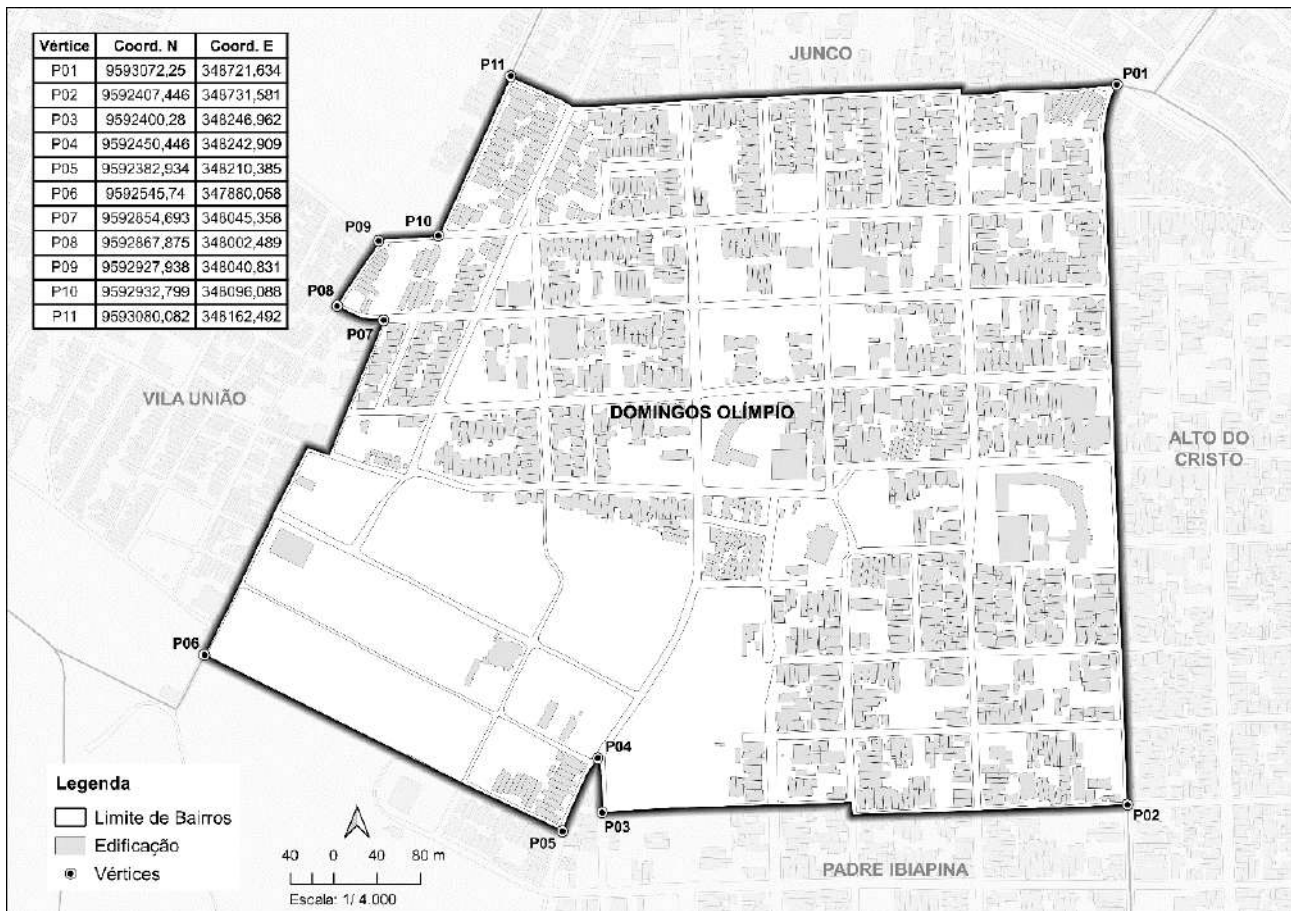 Vértice Coord. N Coord. E
P01 9593072,25 348721,634
P02 9592407,446 348731,581
P03 9592400,28 348246,962
P04 9592450,446 348242,909
P05 9592382,934 348210,385
P06 9592545,74 347880,058
P07 9592854,693 348045,358
P08 9592867,875 348002,489
P09 9592927,938 348040,831
P10 9592932,799 348096,088
P11 9593080,082 348162,492
JUNCO
P11
P01
P10
P09
P08
P07
VILA UNIÃO
DOMINGOS OLÍMPIO
ALTO DO
CRISTO
P06
P04
P03
P02
P05
PADRE IBIAPINA
Legenda
Limite de Bairros
Edificação
Vértices
40 0 40 80 m
Escala: 1/ 4.000